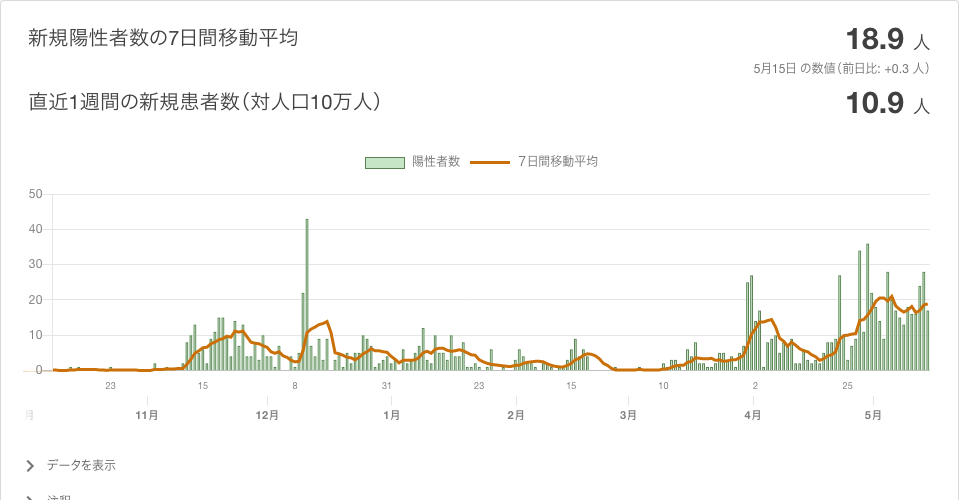 新規陽性者数の7日間移動平均
18.9 人
5月15日 の数値（前日比: +0.3 人）
直近1週間の新規患者数（対人口10万人）
10.9 人
陽性者数 7日間移動平均
50
40
30
20
10
0
23 15 8 31 23 15 10 2 25
月 11月 12月 1月 2月 3月 4月 5月
データを表示
注釈